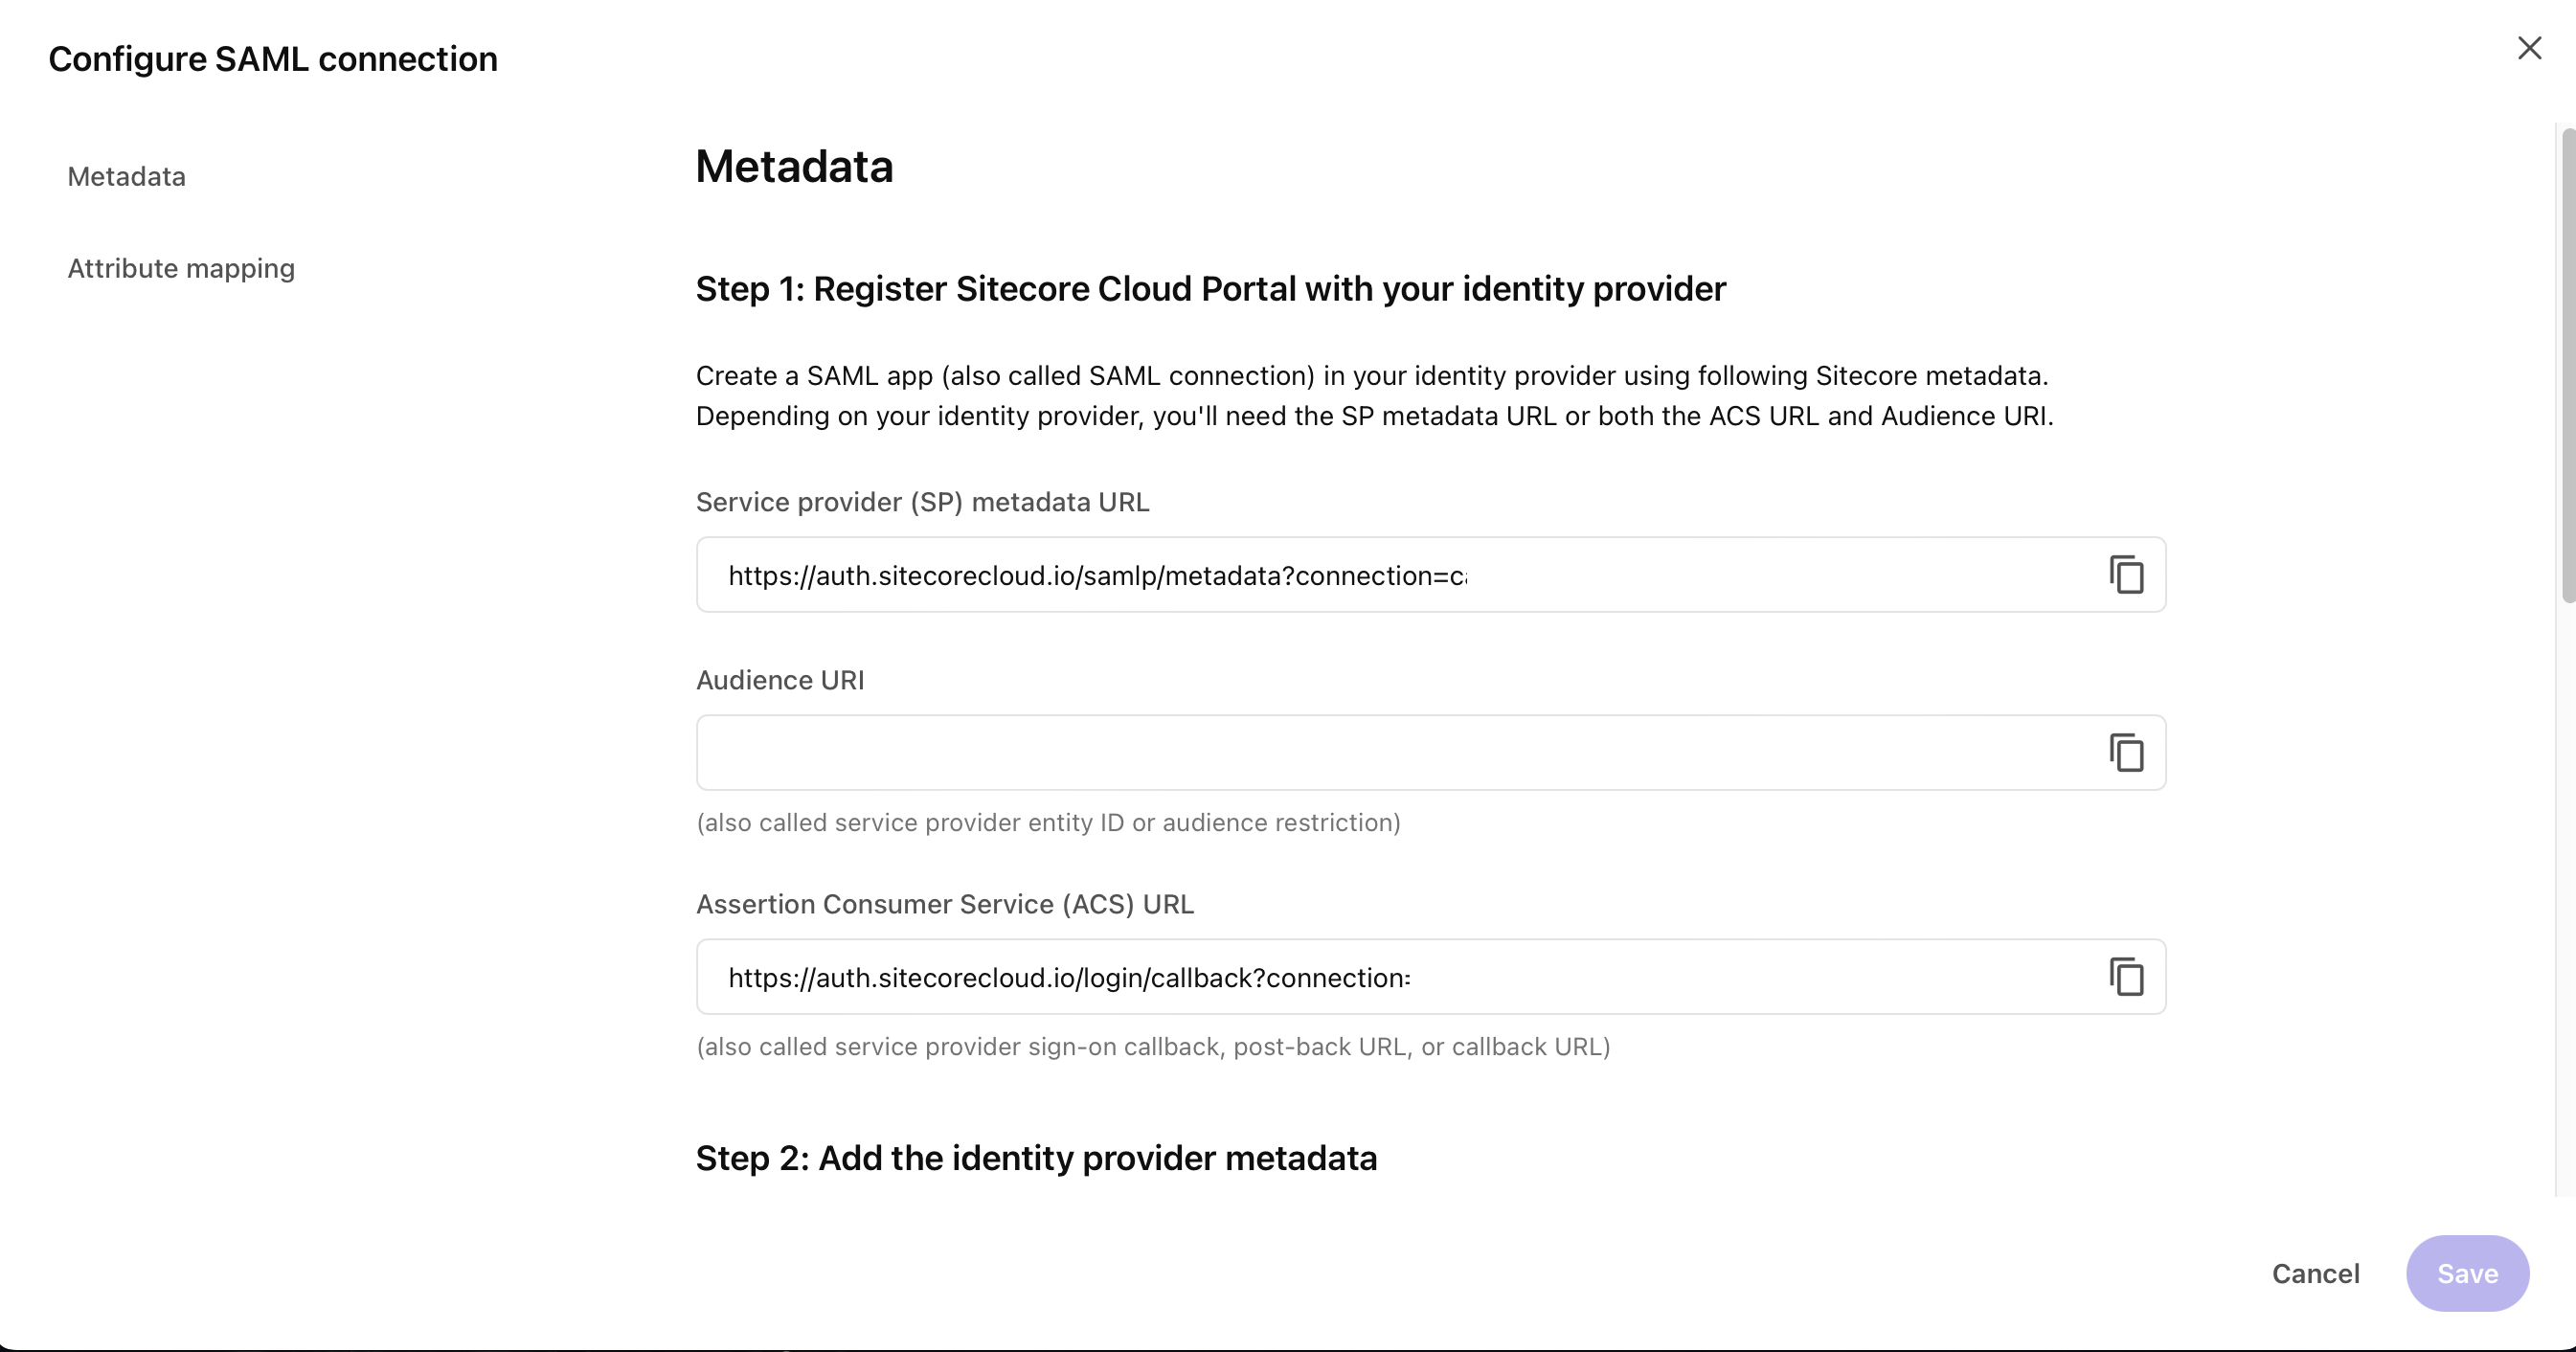 Configure SAML connection
Metadata
Attribute mapping
Metadata
Step 1: Register Sitecore Cloud Portal with your identity provider
Create a SAML app (also called SAML connection) in your identity provider using following Sitecore metadata.
Depending on your identity provider, you'll need the SP metadata URL or both the ACS URL and Audience URI.
Service provider (SP) metadata URL
https://auth.sitecorecloud.io/samlp/metadata?connection=c
Audience URI
(also called service provider entity ID or audience restriction)
Assertion Consumer Service (ACS) URL
https://auth.sitecorecloud.io/login/callback?connection=
(also called service provider sign-on callback, post-back URL, or callback URL)
Step 2: Add the identity provider metadata
Cancel
Save